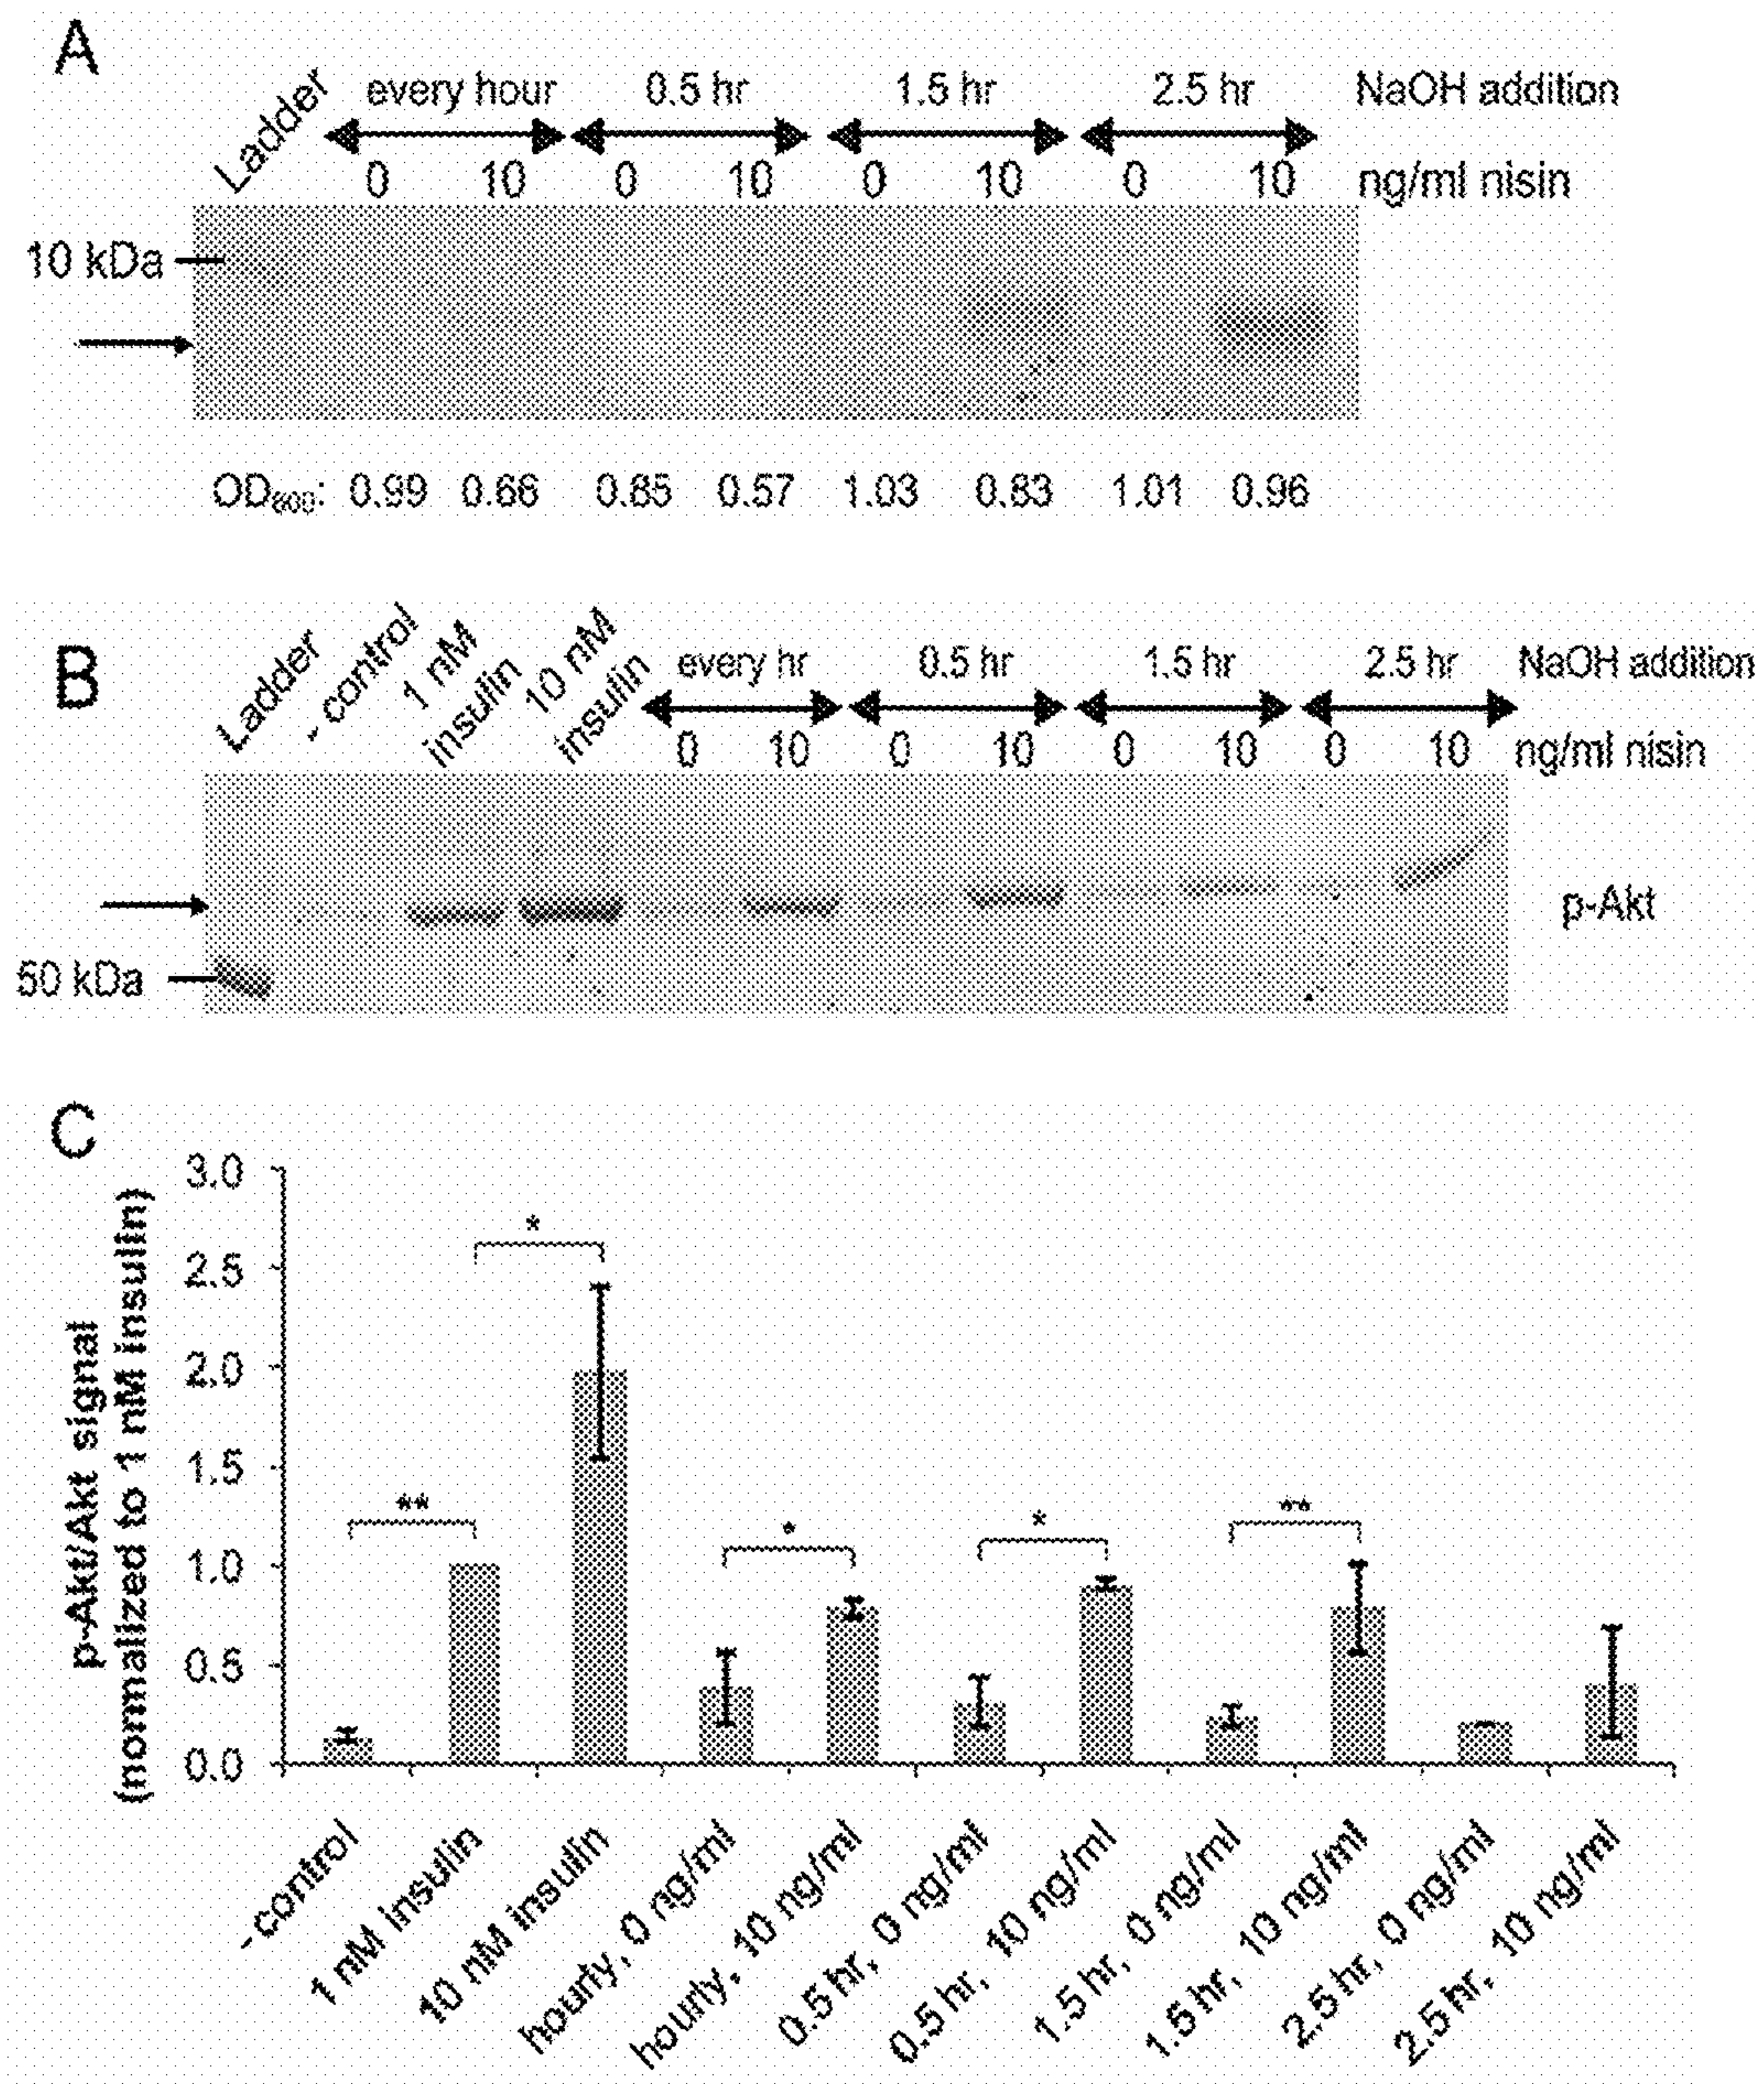 A
Ladder every hour 0.5 hr 1.5 hr 2.5 hr NaOH addition
0 10 0 10 0 10 0 10 ng/ml nisin
10 kDa
OD600: 0.99 0.66 0.85 0.57 1.03 0.83 1.01 0.96
B
Ladder
- control
1 nM
insulin
10 nM
insulin
every hr 0.5 hr 1.5 hr 2.5 hr NaOH addition
0 10 0 10 0 10 0 10 ng/ml nisin
p-Akt
50 kDa
C
p-Akt/Akt signal
(normalized to 1 nM insulin)
3.0
2.5
2.0
1.5
1.0
0.5
0.0
**
*
*
*
**
- control
1 nM insulin
10 nM insulin
hourly, 0 ng/ml
hourly, 10 ng/ml
0.5 hr, 0 ng/ml
0.5 hr, 10 ng/ml
1.5 hr, 0 ng/ml
1.5 hr, 10 ng/ml
2.5 hr, 0 ng/ml
2.5 hr, 10 ng/ml